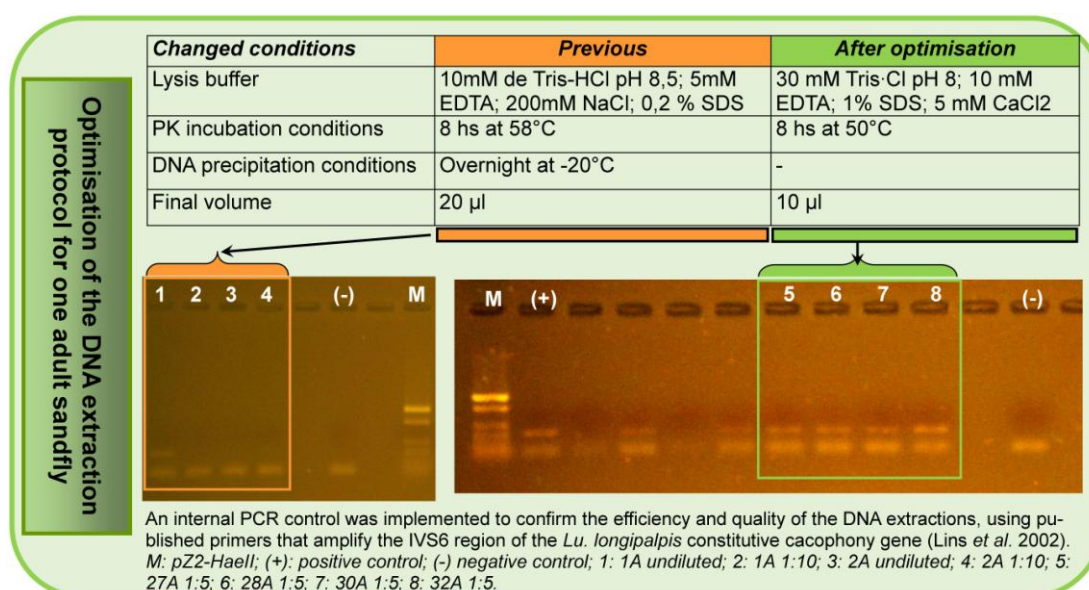 Optimisation of the DNA extraction
protocol for one adult sandfly
Changed conditions Previous After optimisation
Lysis buffer 10mM de Tris-HCl pH 8,5; 5mM EDTA; 200mM NaCl; 0,2 % SDS 30 mM Tris·Cl pH 8; 10 mM EDTA; 1% SDS; 5 mM CaCl2
PK incubation conditions 8 hs at 58°C 8 hs at 50°C
DNA precipitation conditions Overnight at -20°C -
Final volume 20 µl 10 µl
1 2 3 4 (-) M
M (+) 5 6 7 8 (-)
An internal PCR control was implemented to confirm the efficiency and quality of the DNA extractions, using pu-
blished primers that amplify the IVS6 region of the Lu. longipalpis constitutive cacophony gene (Lins et al. 2002).
M: pZ2-HaeII; (+): positive control; (-) negative control; 1: 1A undiluted; 2: 1A 1:10; 3: 2A undiluted; 4: 2A 1:10; 5:
27A 1:5; 6: 28A 1:5; 7: 30A 1:5; 8: 32A 1:5.